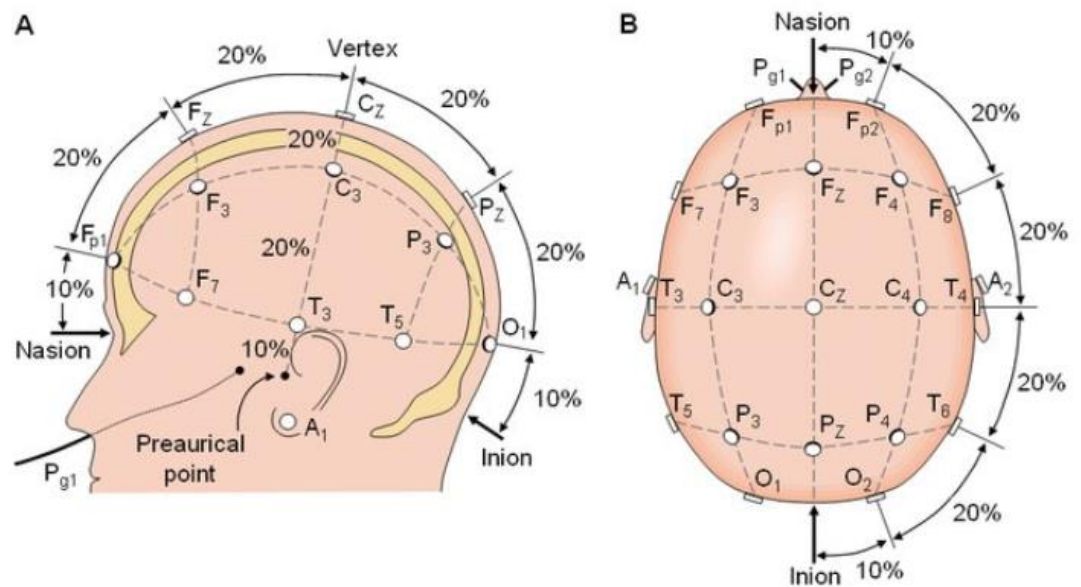 A
20%
Vertex
20%
FZ
CZ
20%
20%
20%
Fp1
F3
C3
PZ
P3
20%
20%
10%
F7
T3
T5
O1
Nasion
10%
10%
A1
Preaurical
point
Inion
Pg1
B
Nasion
10%
Pg1
Pg2
Fp1
Fp2
20%
F7
F3
FZ
F4
F8
20%
A1
T3
C3
CZ
C4
T4
A2
20%
T5
P3
PZ
P4
T6
O1
O2
20%
Inion
10%